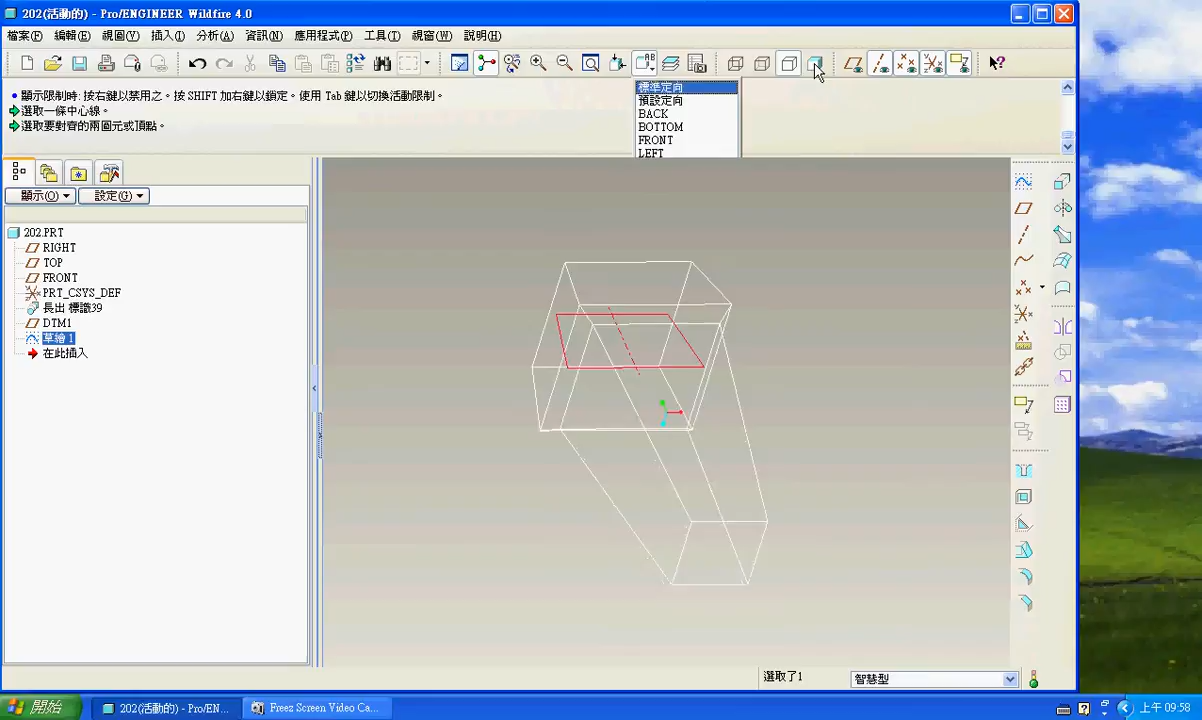 202(活動的) - Pro/ENGINEER Wildfire 4.0
檔案(F) 編輯(E) 視圖(V) 插入(I) 分析(A) 資訊(N) 應用程式(P) 工具(T) 視窗(W) 說明(H)
顯示限制時: 按右鍵以禁用之。按 SHIFT 加右鍵以鎖定。使用 Tab 鍵以切換活動限制。
選取一條中心線。
選取要對齊的兩圖元或頂點。
標準定向
預設定向
BACK
BOTTOM
FRONT
LEFT
顯示(O) 設定(G)
202.PRT
RIGHT
TOP
FRONT
PRT_CSYS_DEF
長出 標識39
DTM1
草繪 1
在此插入
選取了1
智慧型
開始
202(活動的) - Pro/EN...
Freez Screen Video Ca...
上午 09:58